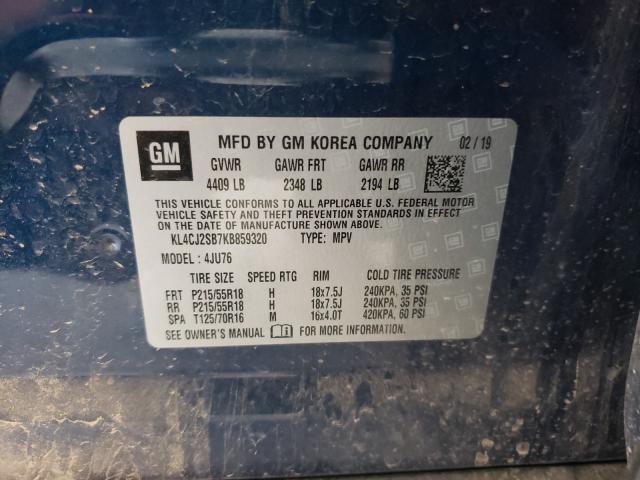 GM MFD BY GM KOREA COMPANY 02 / 19
GVWR GAWR FRT GAWR RR
4409 LB 2348 LB 2194 LB
THIS VEHICLE CONFORMS TO ALL APPLICABLE U.S. FEDERAL MOTOR
VEHICLE SAFETY AND THEFT PREVENTION STANDARDS IN EFFECT ON
THE DATE OF MANUFACTURE SHOWN ABOVE.
KL4CJ2SB7KB859320 TYPE: MPV
MODEL : 4JU76
TIRE SIZE SPEED RTG RIM COLD TIRE PRESSURE
FRT P215/55R18 H 18x7.5J 240KPA, 35 PSI
RR P215/55R18 H 18x7.5J 240KPA, 35 PSI
SPA T125/70R16 M 16x4.0T 420KPA, 60 PSI
SEE OWNER'S MANUAL FOR MORE INFORMATION.